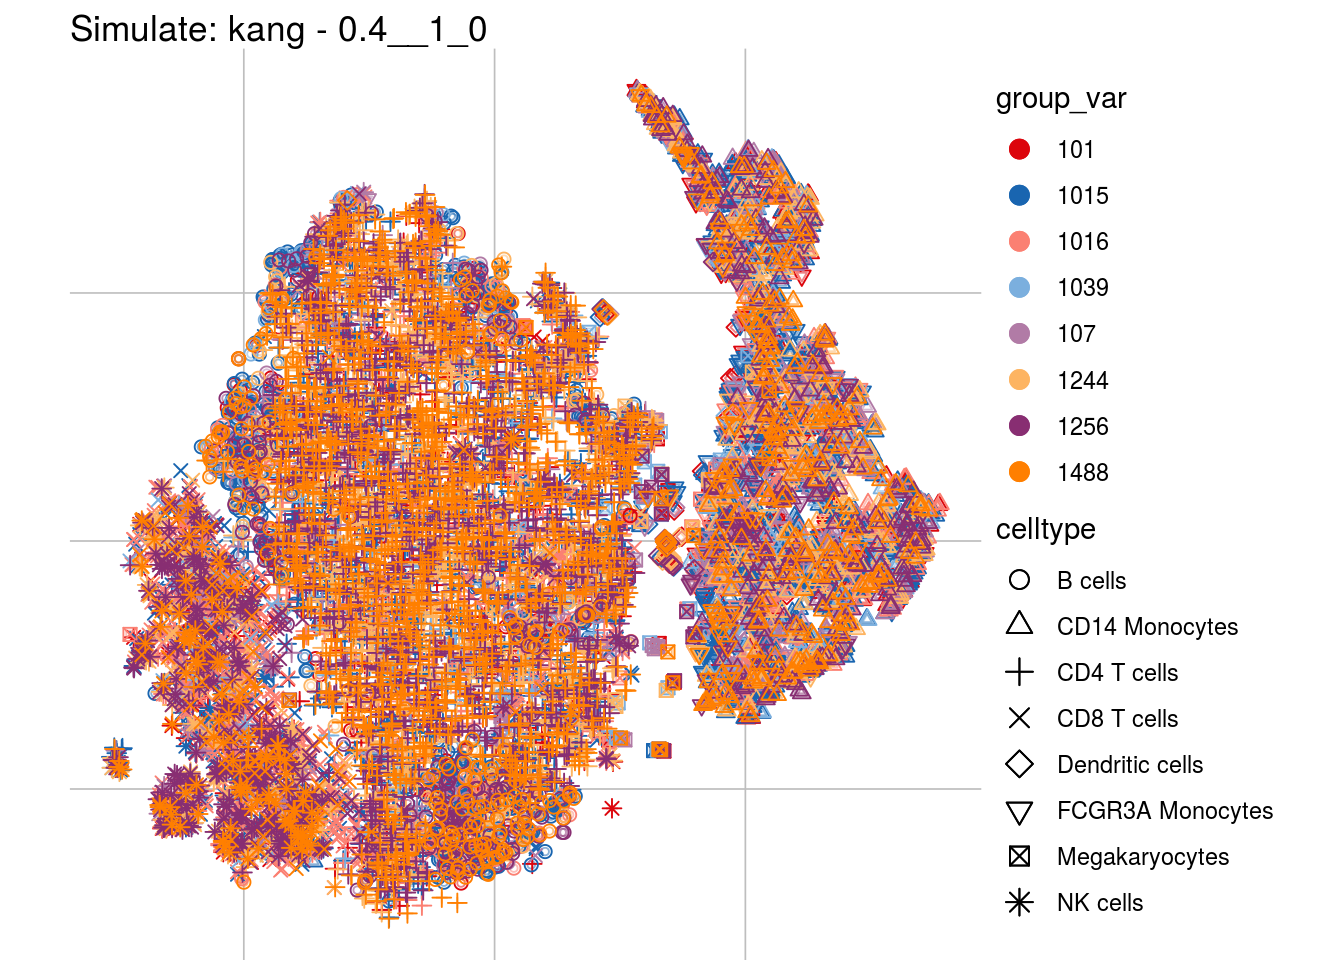 Simulate: kang - 0.4__1_0
group_var
101
1015
1016
1039
107
1244
1256
1488
celltype
B cells
CD14 Monocytes
CD4 T cells
CD8 T cells
Dendritic cells
FCGR3A Monocytes
Megakaryocytes
NK cells